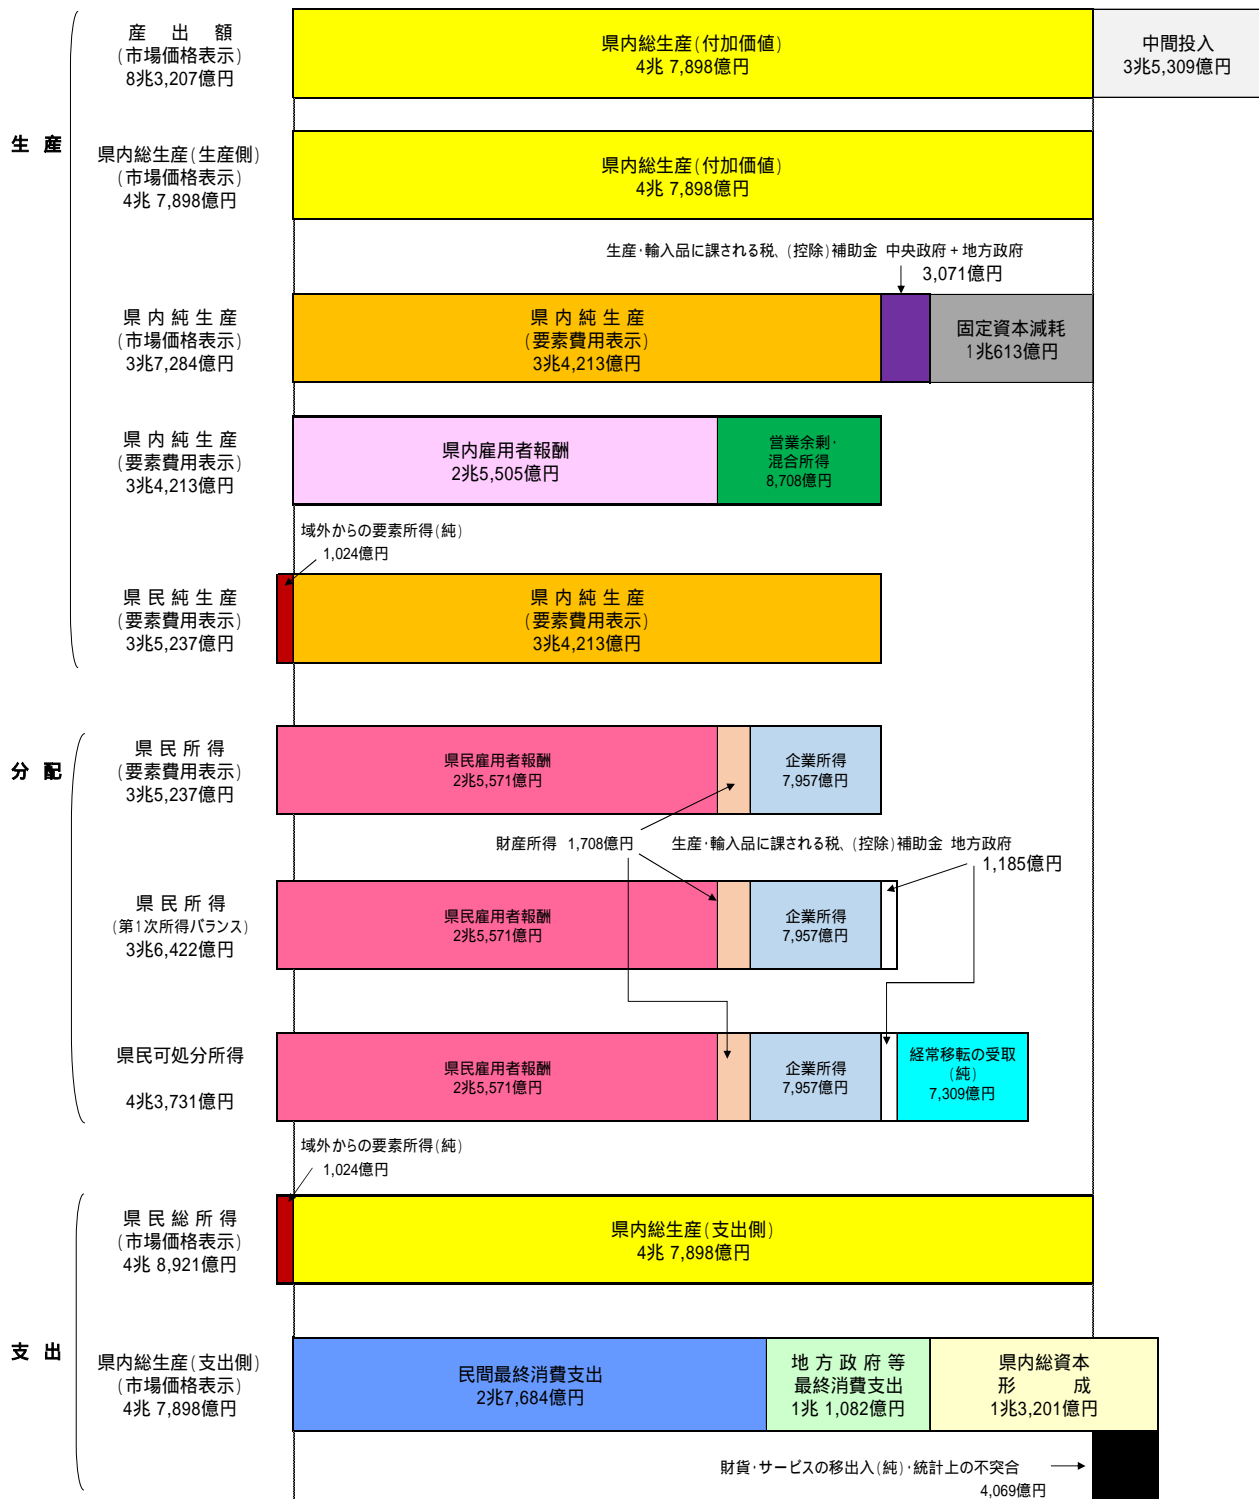 産 出 額
(市場価格表示)
8兆3,207億円
県内総生産(付加価値)
4兆 7,898億円
中間投入
3兆5,309億円
生 産
県内総生産(生産側)
(市場価格表示)
4兆 7,898億円
県内総生産(付加価値)
4兆 7,898億円
生産・輸入品に課される税、(控除)補助金 中央政府+地方政府
3,071億円
県 内 純 生 産
(市場価格表示)
3兆7,284億円
県 内 純 生 産
(要素費用表示)
3兆4,213億円
固定資本減耗
1兆613億円
県 内 純 生 産
(要素費用表示)
3兆4,213億円
県内雇用者報酬
2兆5,505億円
営業余剰・
混合所得
8,708億円
域外からの要素所得(純)
1,024億円
県 民 純 生 産
(要素費用表示)
3兆5,237億円
県 内 純 生 産
(要素費用表示)
3兆4,213億円
分 配
県 民 所 得
(要素費用表示)
3兆5,237億円
県民雇用者報酬
2兆5,571億円
企業所得
7,957億円
財産所得 1,708億円
生産・輸入品に課される税、(控除)補助金 地方政府
1,185億円
県 民 所 得
(第1次所得バランス)
3兆6,422億円
県民雇用者報酬
2兆5,571億円
企業所得
7,957億円
県民可処分所得
4兆3,731億円
県民雇用者報酬
2兆5,571億円
企業所得
7,957億円
経常移転の受取
(純)
7,309億円
域外からの要素所得(純)
1,024億円
県 民 総 所 得
(市場価格表示)
4兆 8,921億円
県内総生産(支出側)
4兆 7,898億円
支 出
県内総生産(支出側)
(市場価格表示)
4兆 7,898億円
民間最終消費支出
2兆7,684億円
地 方 政 府 等
最終消費支出
1兆 1,082億円
県内総資本
形 成
1兆3,201億円
財貨・サービスの移出入(純)・統計上の不突合
4,069億円